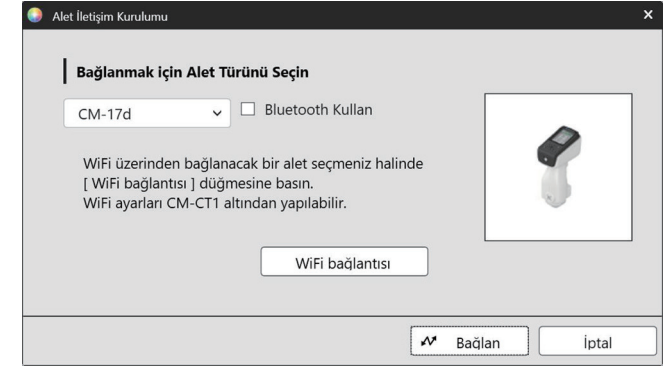 Alet İletişim Kurulumu
Bağlanmak için Alet Türünü Seçin
CM-17d
Bluetooth Kullan
WiFi üzerinden bağlanacak bir alet seçmeniz halinde
[ WiFi bağlantısı ] düğmesine basın.
WiFi ayarları CM-CT1 altından yapılabilir.
WiFi bağlantısı
Bağlan
İptal